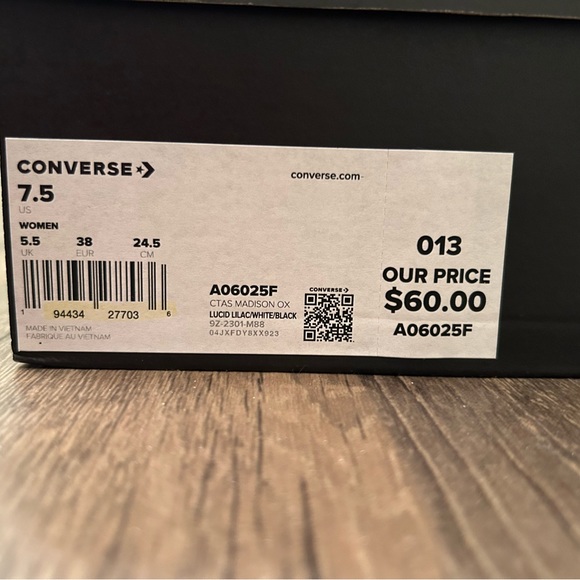 CONVERSE
7.5
US
WOMEN
5.5 38 24.5
UK EUR CM
1 94434 27703 6
MADE IN VIETNAM
FABRIQUE AU VIETNAM
converse.com
A06025F
CTAS MADISON OX
LUCID LILAC/WHITE/BLACK
9Z-2301-M88
04JXFDY8XX923
CONVERSE
013
OUR PRICE
$60.00
A06025F